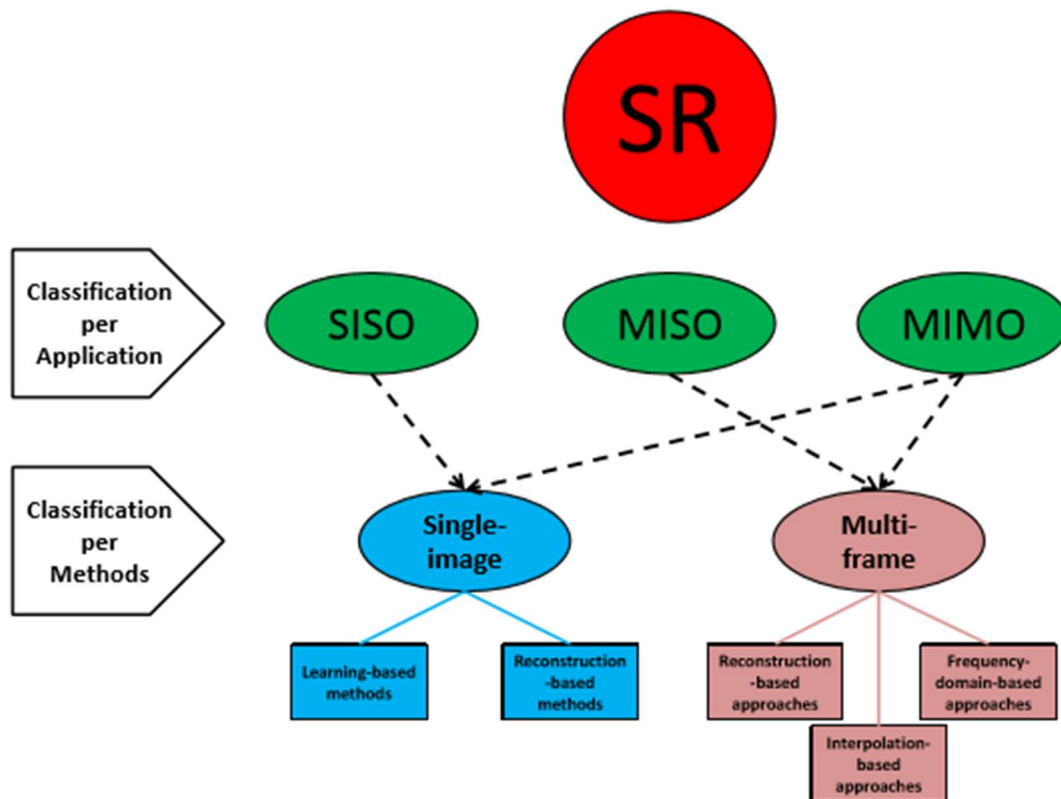 SR
Classification
per
Application
SISO
MISO
MIMO
Classification
per
Methods
Single-
image
Multi-
frame
Learning-based
methods
Reconstruction
-based
methods
Reconstruction
-based
approaches
Interpolation-
based
approaches
Frequency-
domain-based
approaches